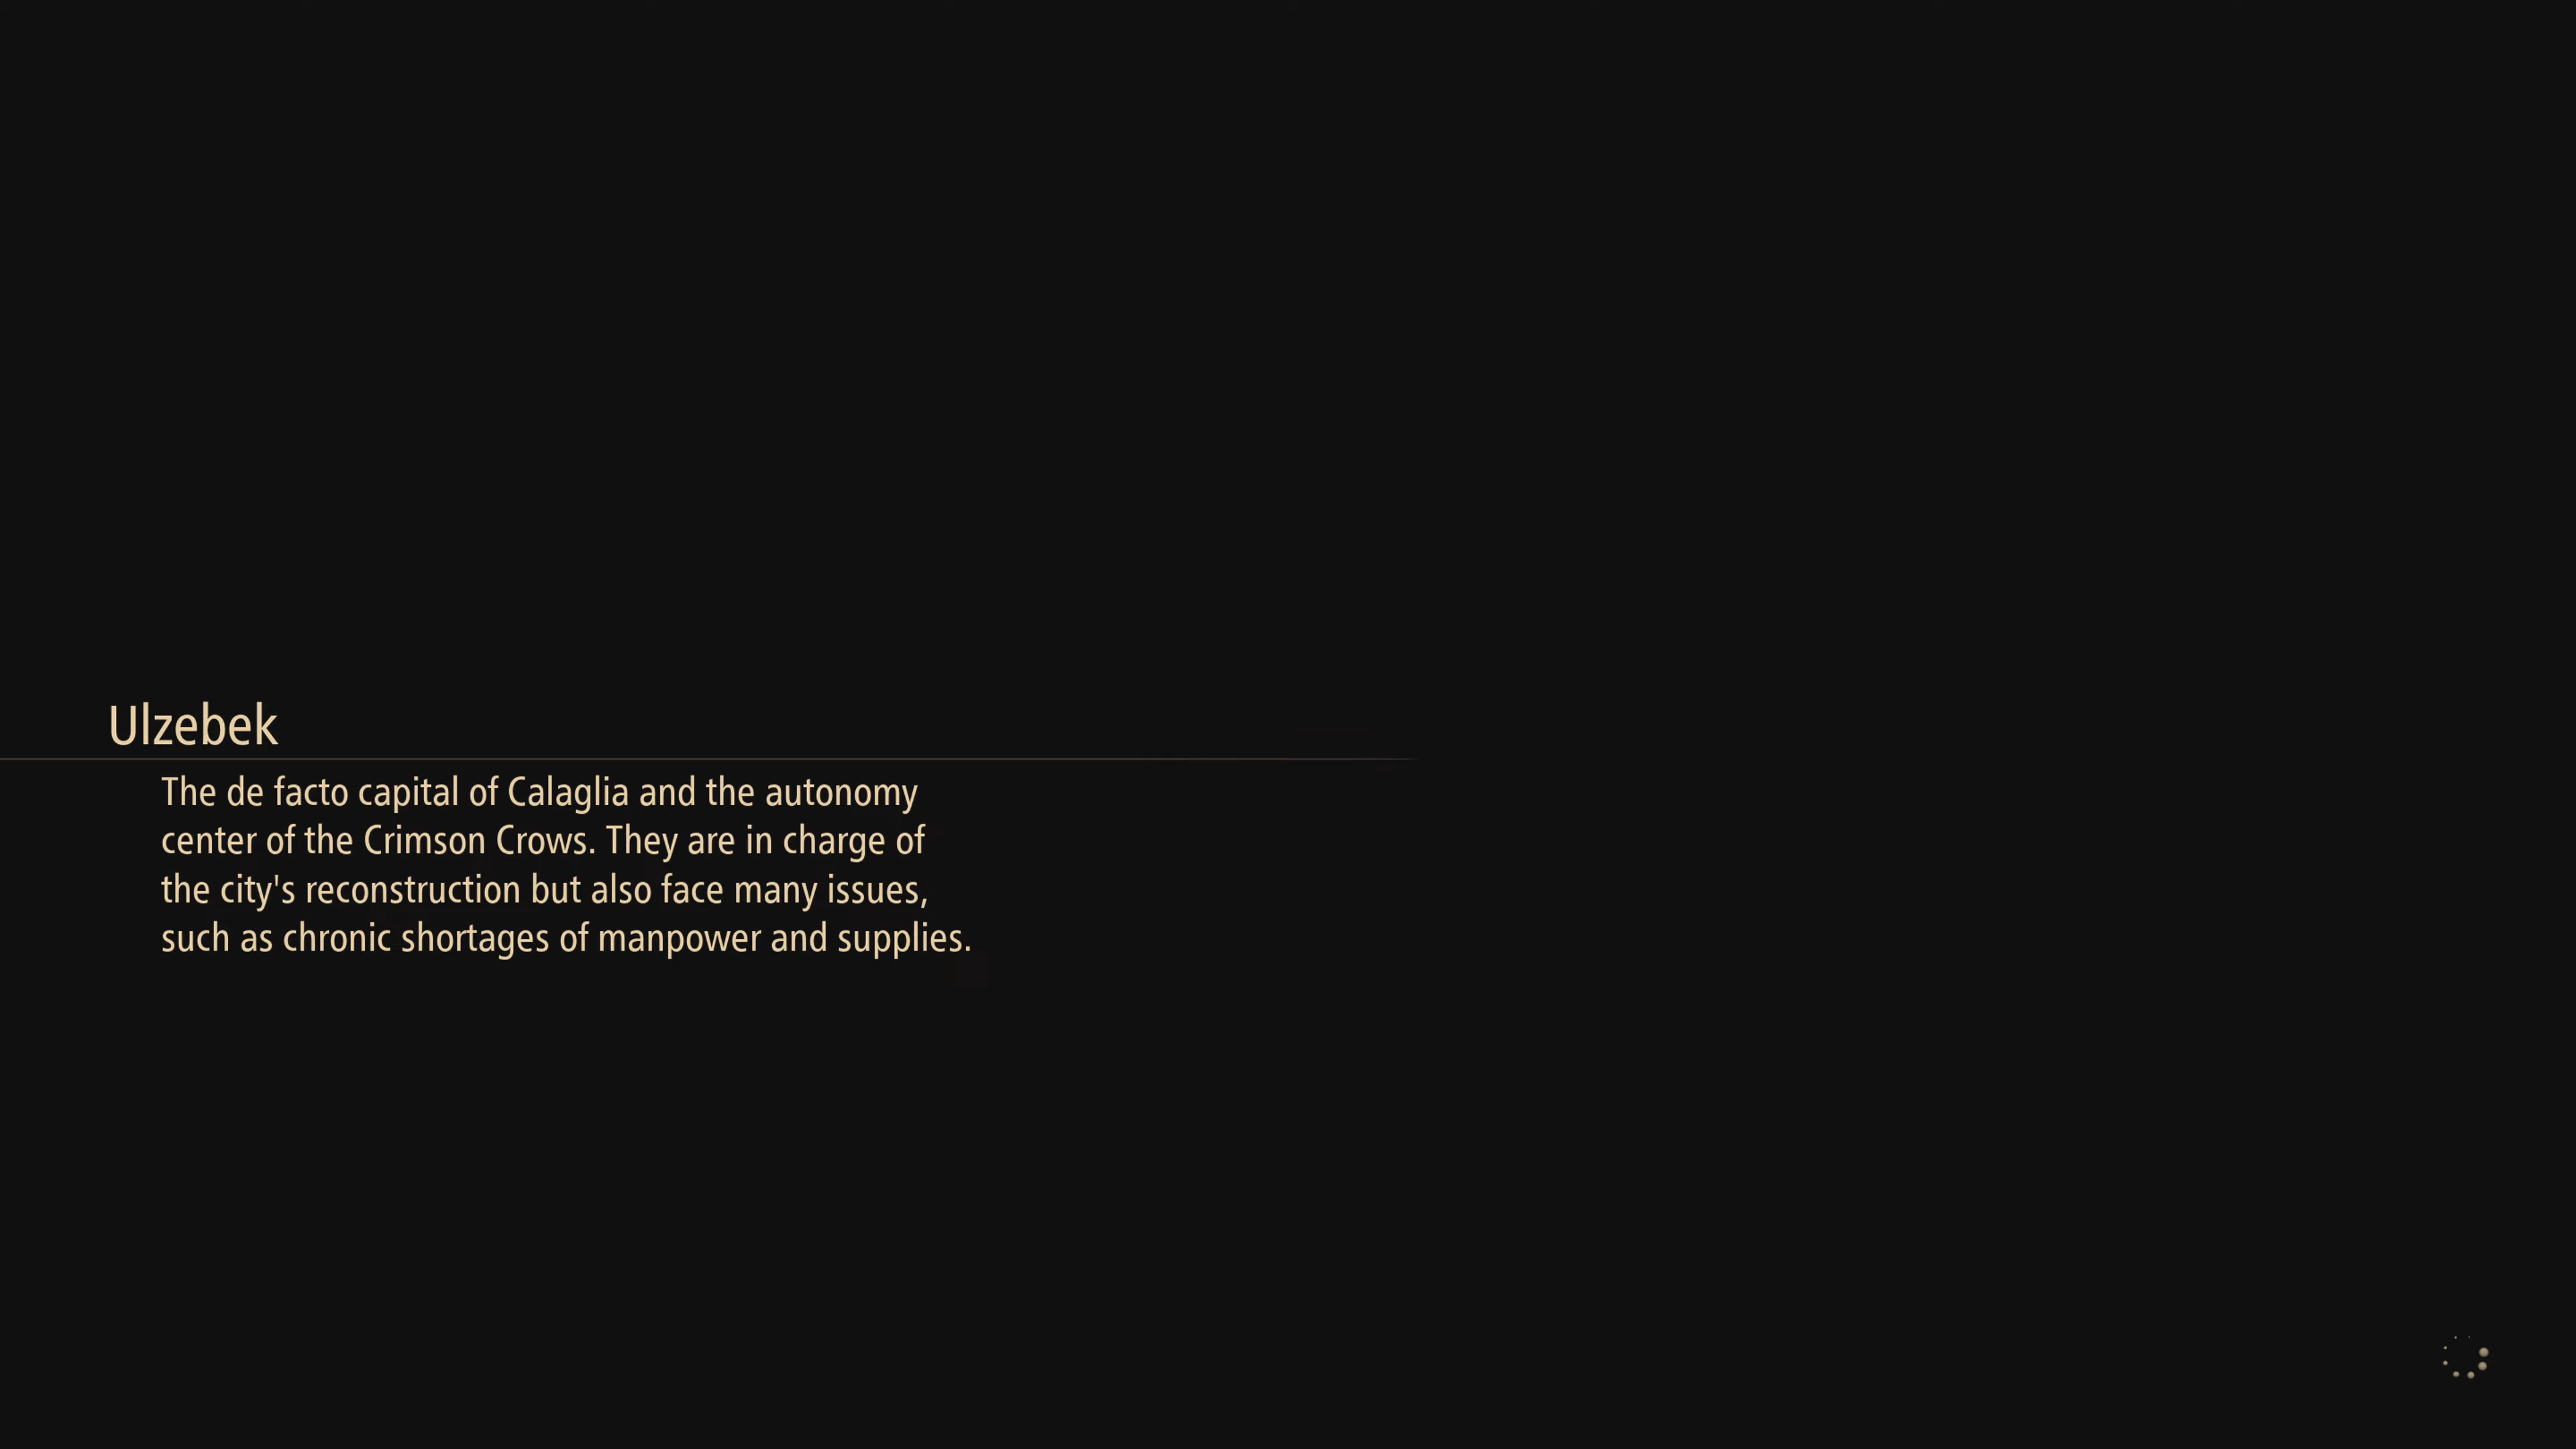 Ulzebek
The de facto capital of Calaglia and the autonomy
center of the Crimson Crows. They are in charge of
the city's reconstruction but also face many issues,
such as chronic shortages of manpower and supplies.